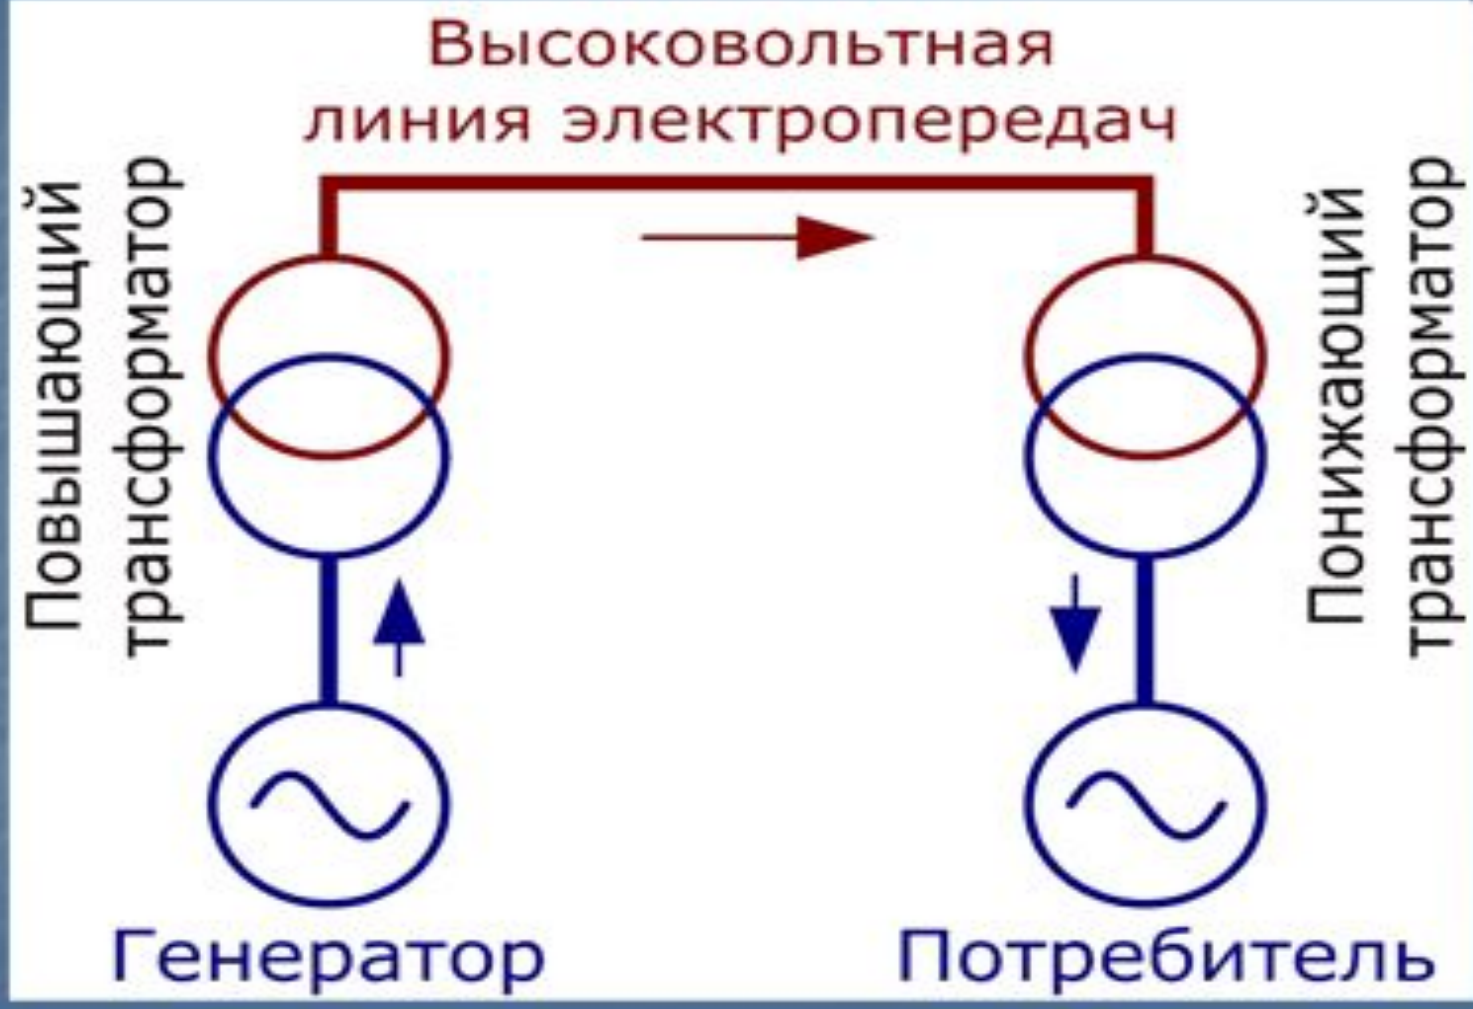 Высоковольтная
линия электропередач
Повышающий
трансформатор
Понижающий
трансформатор
Генератор
Потребитель